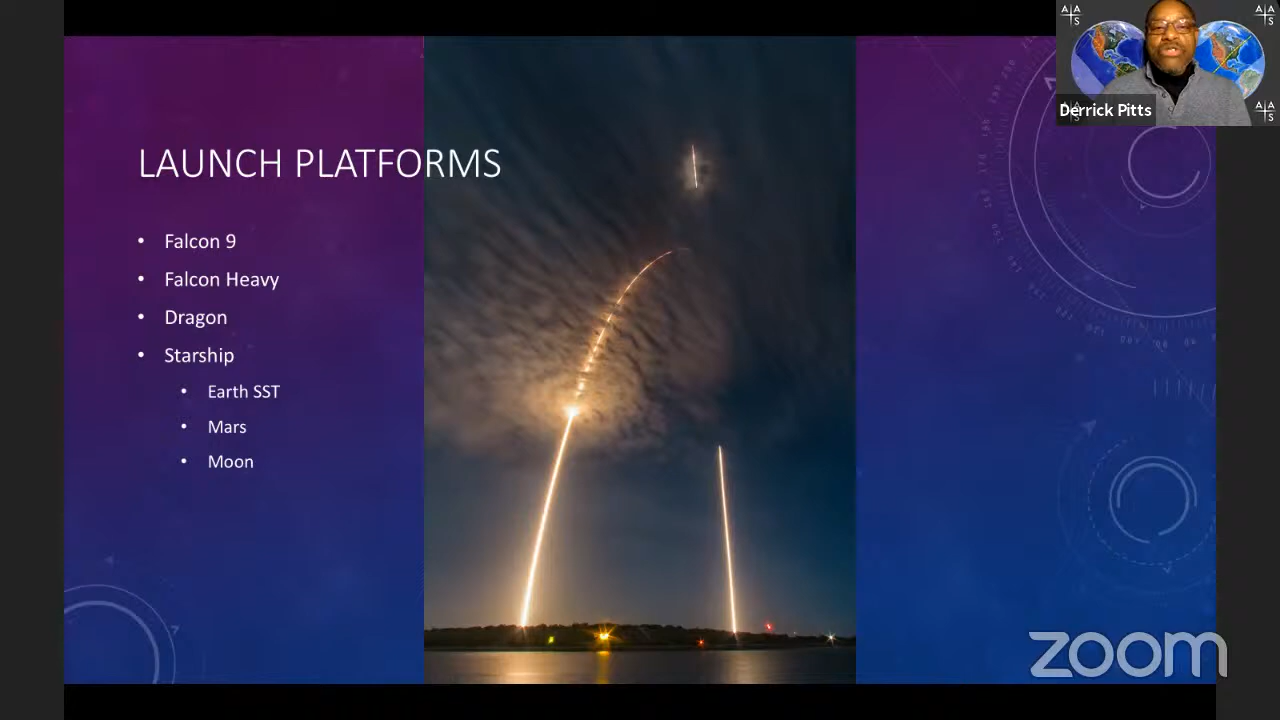 LAUNCH PLATFORMS
• Falcon 9
• Falcon Heavy
• Dragon
• Starship
• Earth SST
• Mars
• Moon
A A
S
A A
S
Derrick Pitts
A A
S
zoom